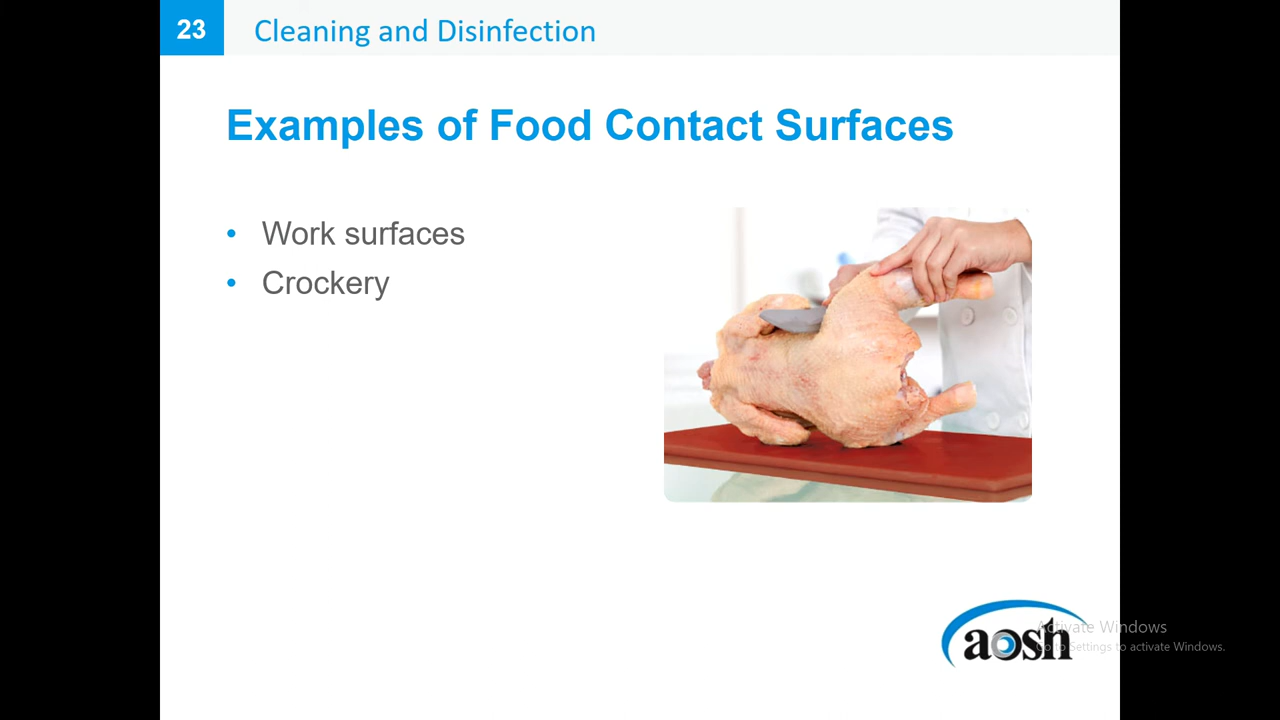 23
Cleaning and Disinfection
Examples of Food Contact Surfaces
• Work surfaces
• Crockery
aosh
Activate Windows
Go to Settings to activate Windows.